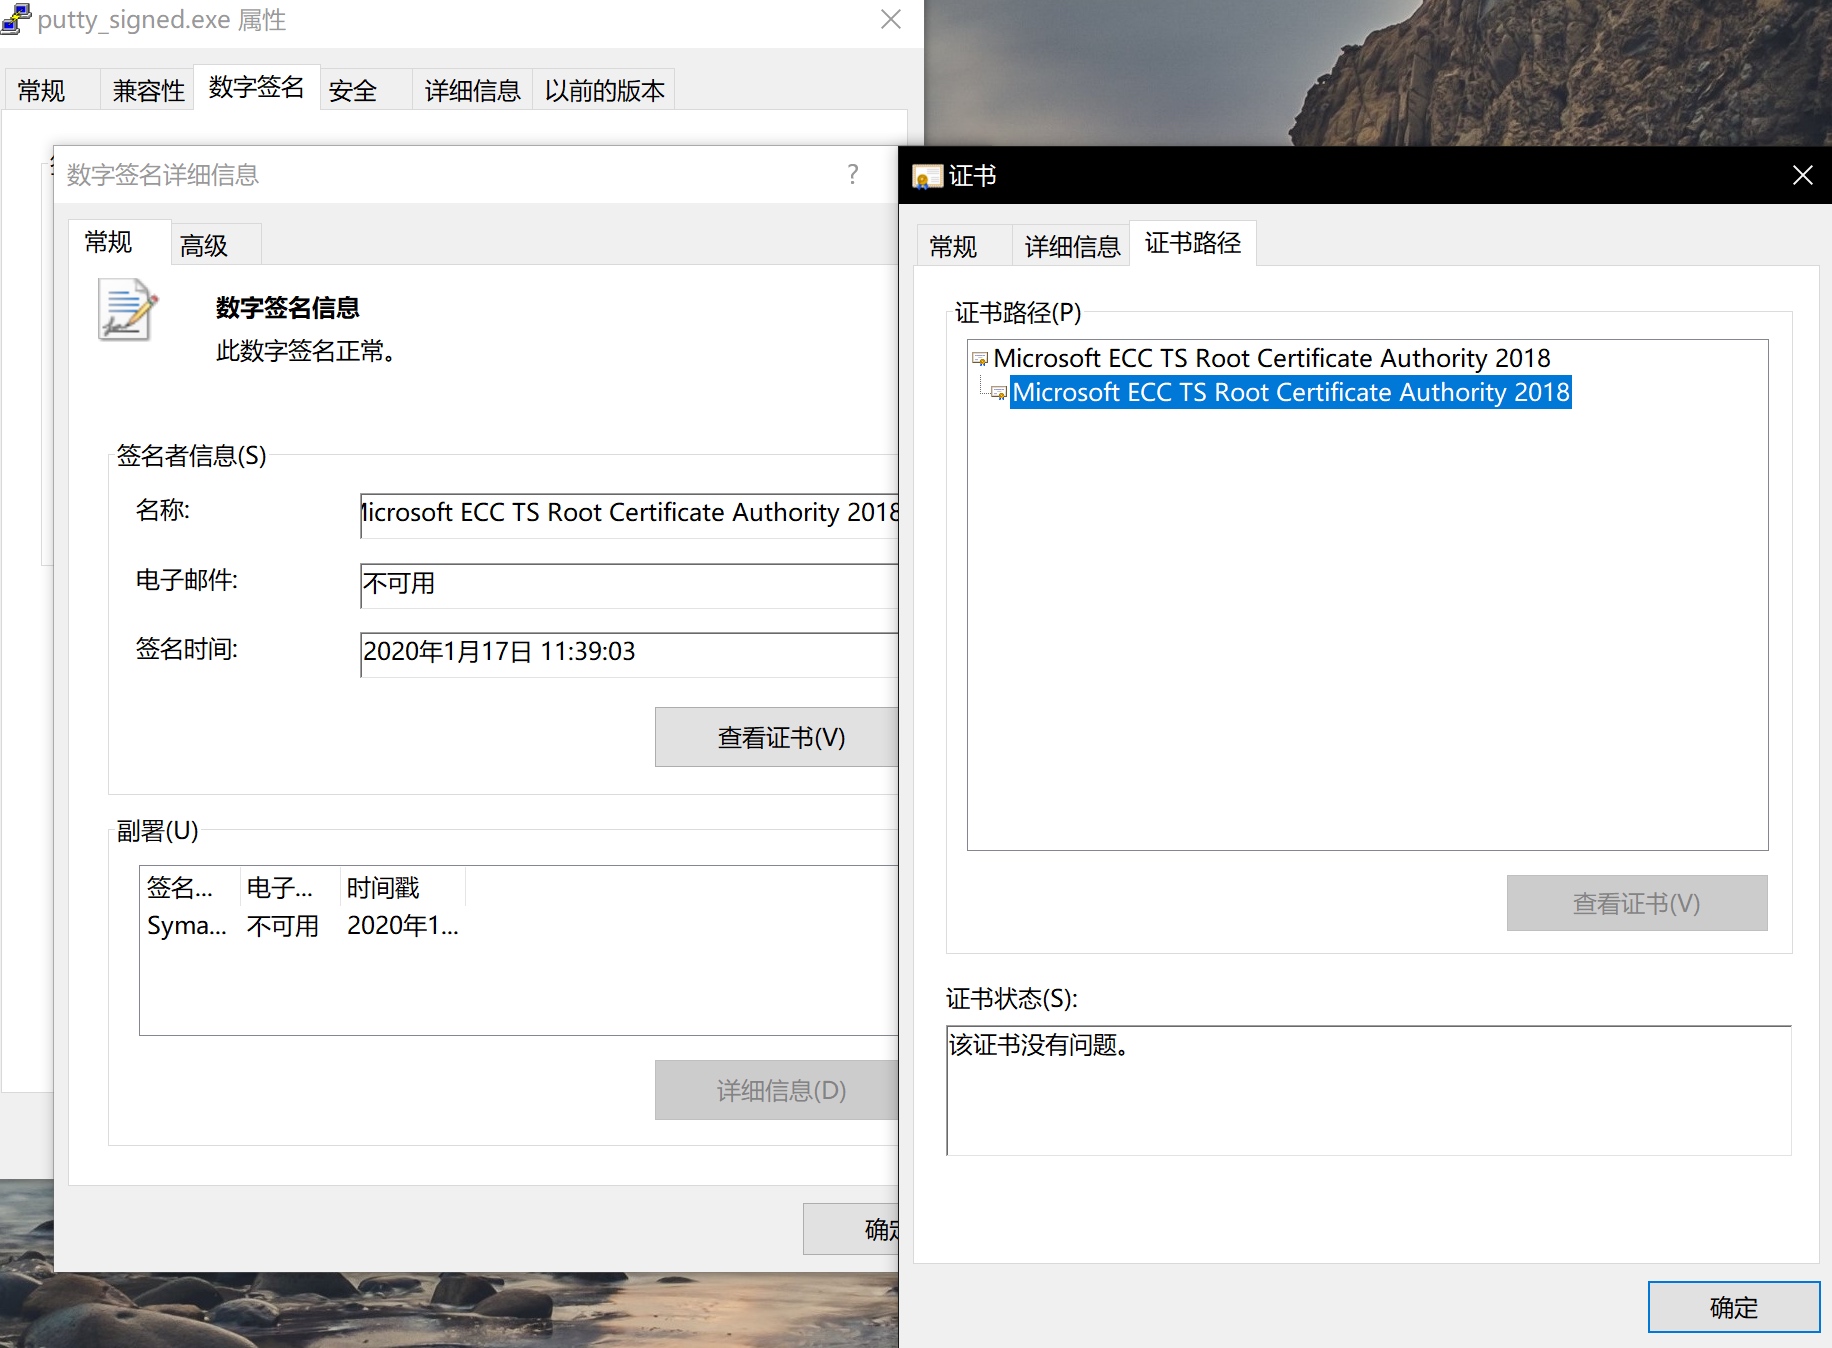 putty_signed.exe 属性
常规 兼容性 数字签名 安全 详细信息 以前的版本
数字签名详细信息 ?
常规 高级
数字签名信息
此数字签名正常。
签名者信息(S)
名称: Microsoft ECC TS Root Certificate Authority 2018
电子邮件: 不可用
签名时间: 2020年1月17日 11:39:03
查看证书(V)
副署(U)
签名... 电子... 时间戳
Syma... 不可用 2020年1...
详细信息(D)
确定
证书
常规 详细信息 证书路径
证书路径(P)
Microsoft ECC TS Root Certificate Authority 2018
Microsoft ECC TS Root Certificate Authority 2018
查看证书(V)
证书状态(S):
该证书没有问题。
确定